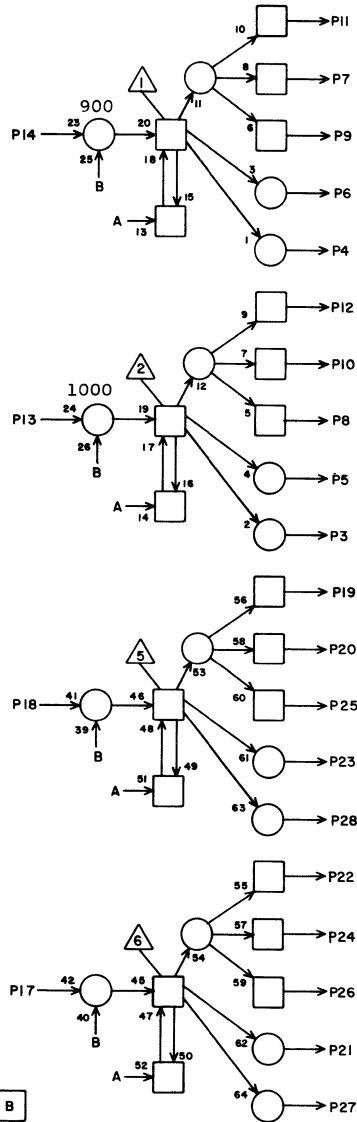 10 P11
1 11 8 P7
900
6 P9
P14 23 20
25 18 15 3 P6
B
A 13 1 P4
9 P12
2 12 7 P10
1000
5 P8
P13 24 19
26 17 16 4 P5
B
A 14 2 P3
56 P19
5 53 58 P20
60 P25
P18 41 46
39 48 49 61 P23
B
A 51 63 P28
55 P22
6 54 57 P24
59 P26
P17 42 45
40 47 50 62 P21
B
A 52 64 P27
B